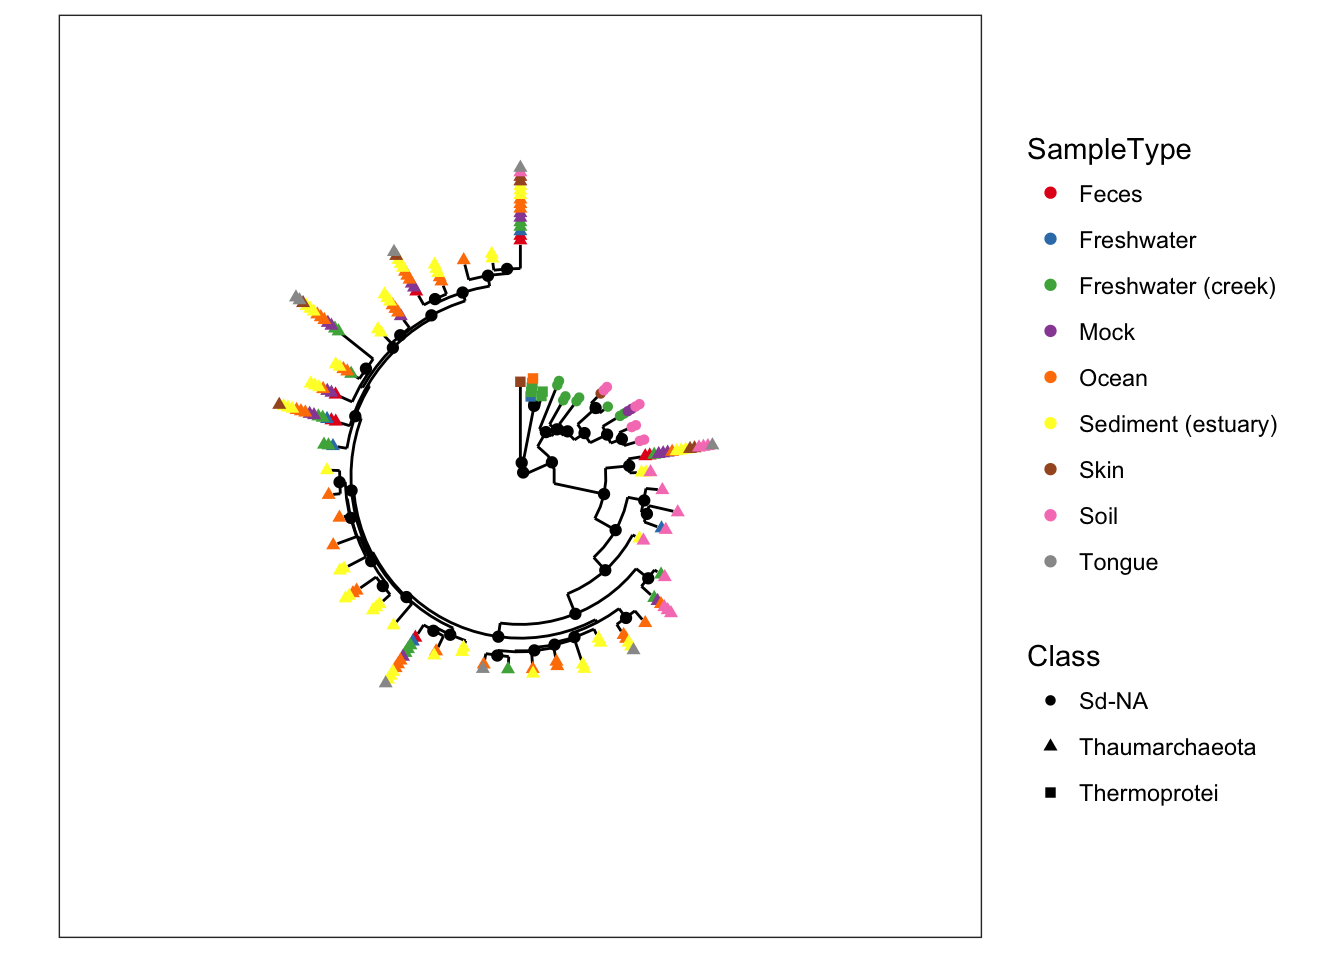 SampleType
Feces
Freshwater
Freshwater (creek)
Mock
Ocean
Sediment (estuary)
Skin
Soil
Tongue
Class
Sd-NA
Thaumarchaeota
Thermoprotei